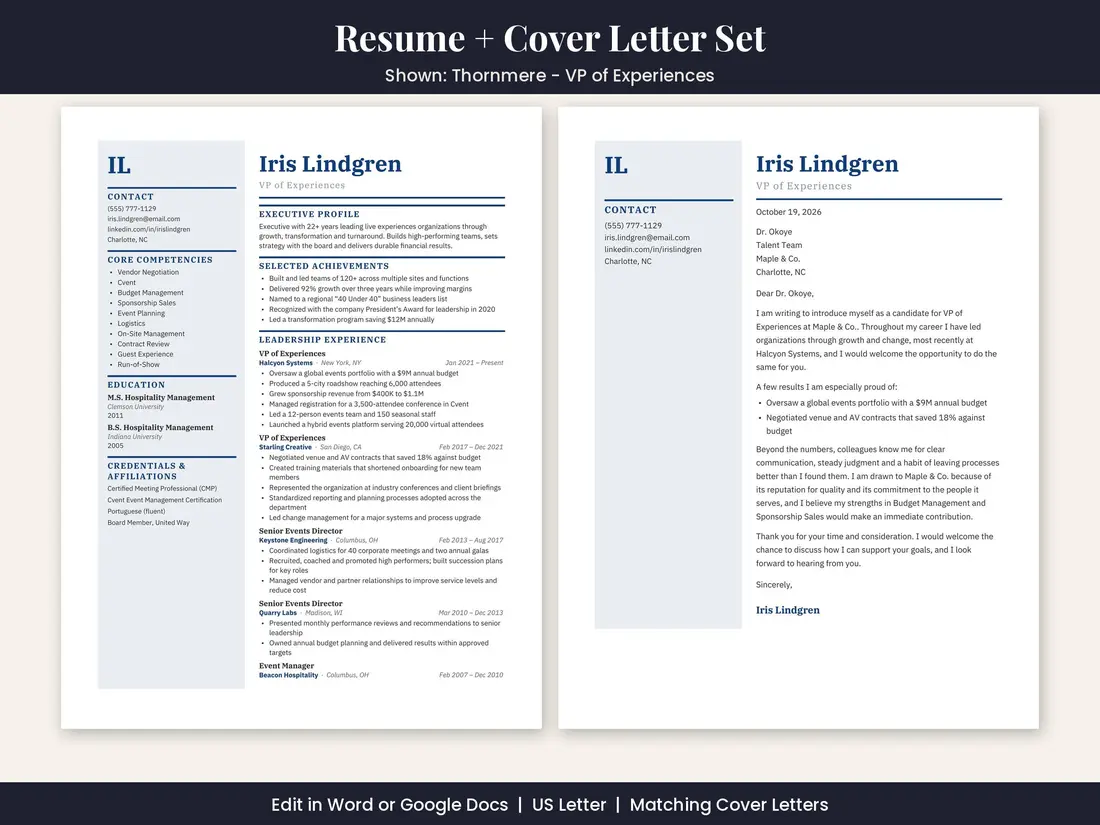 Resume + Cover Letter Set
Shown: Thornmere - VP of Experiences
IL
CONTACT
(555) 777-1129
iris.lindgren@email.com
linkedin.com/in/irislindgren
Charlotte, NC
CORE COMPETENCIES
• Vendor Negotiation
• Cvent
• Budget Management
• Sponsorship Sales
• Event Planning
• Logistics
• On-Site Management
• Contract Review
• Guest Experience
• Run-of-Show
EDUCATION
M.S. Hospitality Management
Clemson University
2011
B.S. Hospitality Management
Indiana University
2005
CREDENTIALS &
AFFILIATIONS
Certified Meeting Professional (CMP)
Cvent Event Management Certification
Portuguese (fluent)
Board Member, United Way
Iris Lindgren
VP of Experiences
EXECUTIVE PROFILE
Executive with 22+ years leading live experiences organizations through
growth, transformation and turnaround. Builds high-performing teams, sets
strategy with the board and delivers durable financial results.
SELECTED ACHIEVEMENTS
• Built and led teams of 120+ across multiple sites and functions
• Delivered 92% growth over three years while improving margins
• Named to a regional "40 Under 40" business leaders list
• Recognized with the company President's Award for leadership in 2020
• Led a transformation program saving $12M annually
LEADERSHIP EXPERIENCE
VP of Experiences
Halcyon Systems · New York, NY Jan 2021 – Present
• Oversaw a global events portfolio with a $9M annual budget
• Produced a 5-city roadshow reaching 6,000 attendees
• Grew sponsorship revenue from $400K to $1.1M
• Managed registration for a 3,500-attendee conference in Cvent
• Led a 12-person events team and 150 seasonal staff
• Launched a hybrid events platform serving 20,000 virtual attendees
VP of Experiences
Starling Creative · San Diego, CA Feb 2017 – Dec 2021
• Negotiated venue and AV contracts that saved 18% against budget
• Created training materials that shortened onboarding for new team
members
• Represented the organization at industry conferences and client briefings
• Standardized reporting and planning processes adopted across the
department
• Led change management for a major systems and process upgrade
Senior Events Director
Keystone Engineering · Columbus, OH Feb 2013 – Aug 2017
• Coordinated logistics for 40 corporate meetings and two annual galas
• Recruited, coached and promoted high performers; built succession plans
for key roles
• Managed vendor and partner relationships to improve service levels and
reduce cost
Senior Events Director
Quarry Labs · Madison, WI Mar 2010 – Dec 2013
• Presented monthly performance reviews and recommendations to senior
leadership
• Owned annual budget planning and delivered results within approved
targets
Event Manager
Beacon Hospitality · Columbus, OH Feb 2007 – Dec 2010
IL
CONTACT
(555) 777-1129
iris.lindgren@email.com
linkedin.com/in/irislindgren
Charlotte, NC
Iris Lindgren
VP of Experiences
October 19, 2026
Dr. Okoye
Talent Team
Maple & Co.
Charlotte, NC
Dear Dr. Okoye,
I am writing to introduce myself as a candidate for VP of
Experiences at Maple & Co.. Throughout my career I have led
organizations through growth and change, most recently at
Halcyon Systems, and I would welcome the opportunity to do the
same for you.
A few results I am especially proud of:
• Oversaw a global events portfolio with a $9M annual budget
• Negotiated venue and AV contracts that saved 18% against
budget
Beyond the numbers, colleagues know me for clear
communication, steady judgment and a habit of leaving processes
better than I found them. I am drawn to Maple & Co. because of
its reputation for quality and its commitment to the people it
serves, and I believe my strengths in Budget Management and
Sponsorship Sales would make an immediate contribution.
Thank you for your time and consideration. I would welcome the
chance to discuss how I can support your goals, and I look
forward to hearing from you.
Sincerely,
Iris Lindgren
Edit in Word or Google Docs | US Letter | Matching Cover Letters